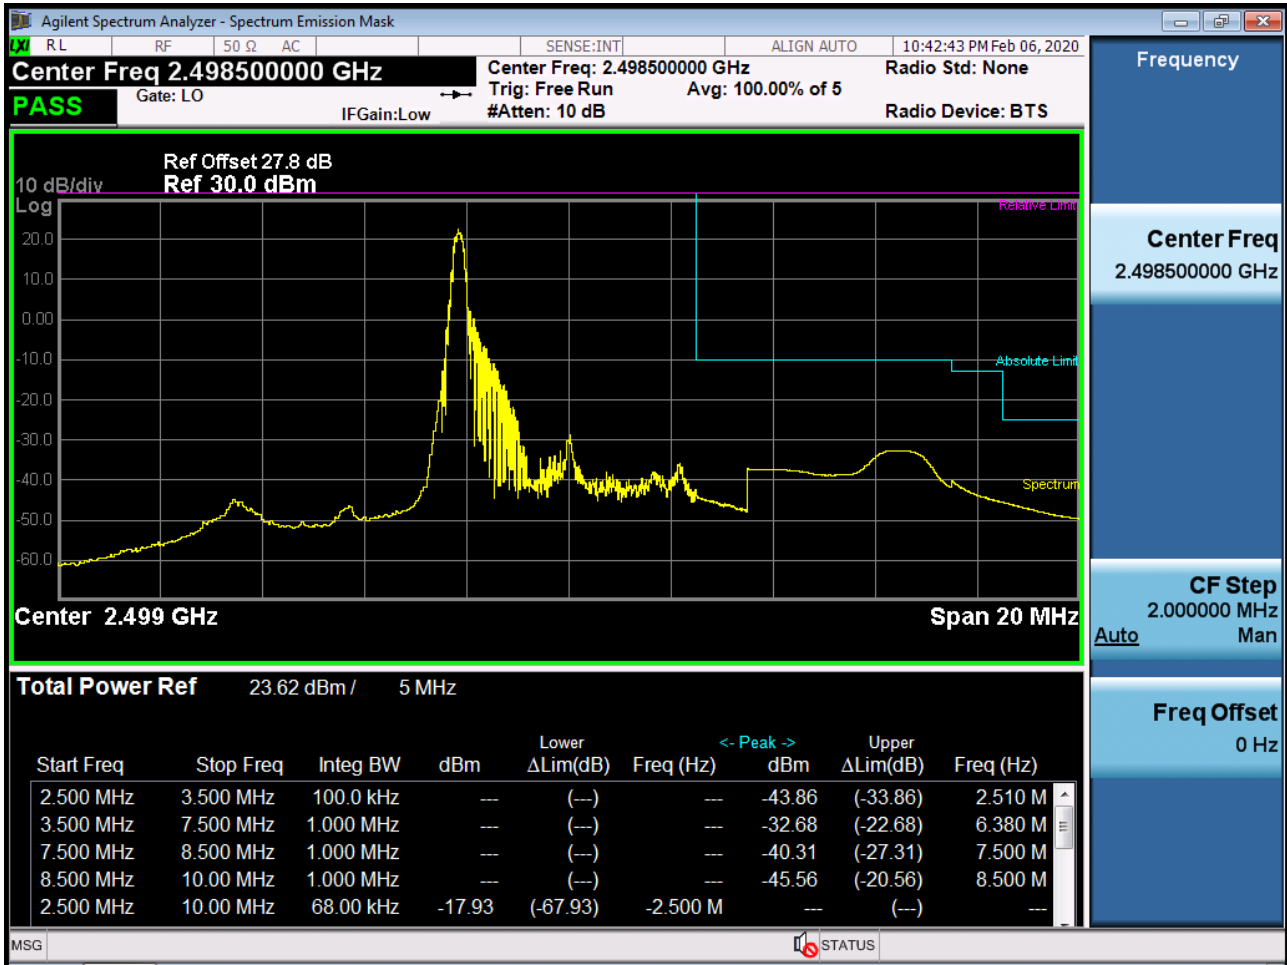 Agilent Spectrum Analyzer - Spectrum Emission Mask
LXI RL RF 50 Ω AC SENSE:INT ALIGN AUTO 10:42:43 PM Feb 06, 2020
Center Freq 2.498500000 GHz
Center Freq: 2.498500000 GHz
Radio Std: None
PASS
Gate: LO
IFGain:Low
Trig: Free Run
Avg: 100.00% of 5
#Atten: 10 dB
Radio Device: BTS
Ref Offset 27.8 dB
10 dB/div Ref 30.0 dBm
Log
Relative Limit
20.0
10.0
0.00
-10.0
Absolute Limit
-20.0
-30.0
-40.0
Spectrum
-50.0
-60.0
Center 2.499 GHz
Span 20 MHz
Total Power Ref 23.62 dBm / 5 MHz
Lower <- Peak -> Upper
Start Freq Stop Freq Integ BW dBm ΔLim(dB) Freq (Hz) dBm ΔLim(dB) Freq (Hz)
2.500 MHz 3.500 MHz 100.0 kHz --- (---) --- -43.86 (-33.86) 2.510 M
3.500 MHz 7.500 MHz 1.000 MHz --- (---) --- -32.68 (-22.68) 6.380 M
7.500 MHz 8.500 MHz 1.000 MHz --- (---) --- -40.31 (-27.31) 7.500 M
8.500 MHz 10.00 MHz 1.000 MHz --- (---) --- -45.56 (-20.56) 8.500 M
2.500 MHz 10.00 MHz 68.00 kHz -17.93 (-67.93) -2.500 M --- (---) ---
MSG
STATUS
Frequency
Center Freq
2.498500000 GHz
CF Step
2.000000 MHz
Auto Man
Freq Offset
0 Hz